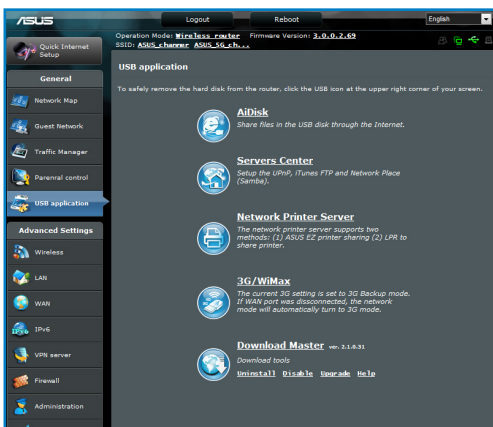 ASUS
Logout
Reboot
English
Quick Internet Setup
Operation Mode: Wireless router Firmware Version: 3.0.0.2.69
SSID: ASUS_channer ASUS_5G_ch...
General
Network Map
Guest Network
Traffic Manager
Parenral control
USB application
Advanced Settings
Wireless
LAN
WAN
IPv6
VPN server
Firewall
Administration
USB application
To safely remove the hard disk from the router, click the USB icon at the upper right corner of your screen.
AiDisk
Share files in the USB disk through the Internet.
Servers Center
Setup the UPnP, iTunes FTP and Network Place
(Samba).
Network Printer Server
The network printer server supports two
methods: (1) ASUS EZ printer sharing (2) LPR to
share printer.
3G/WiMax
The current 3G setting is set to 3G Backup mode.
If WAN port was dissconnected, the network
mode will automatically turn to 3G mode.
Download Master ver. 2.1.0.31
Download tools
Uninstall Disable Upgrade Help